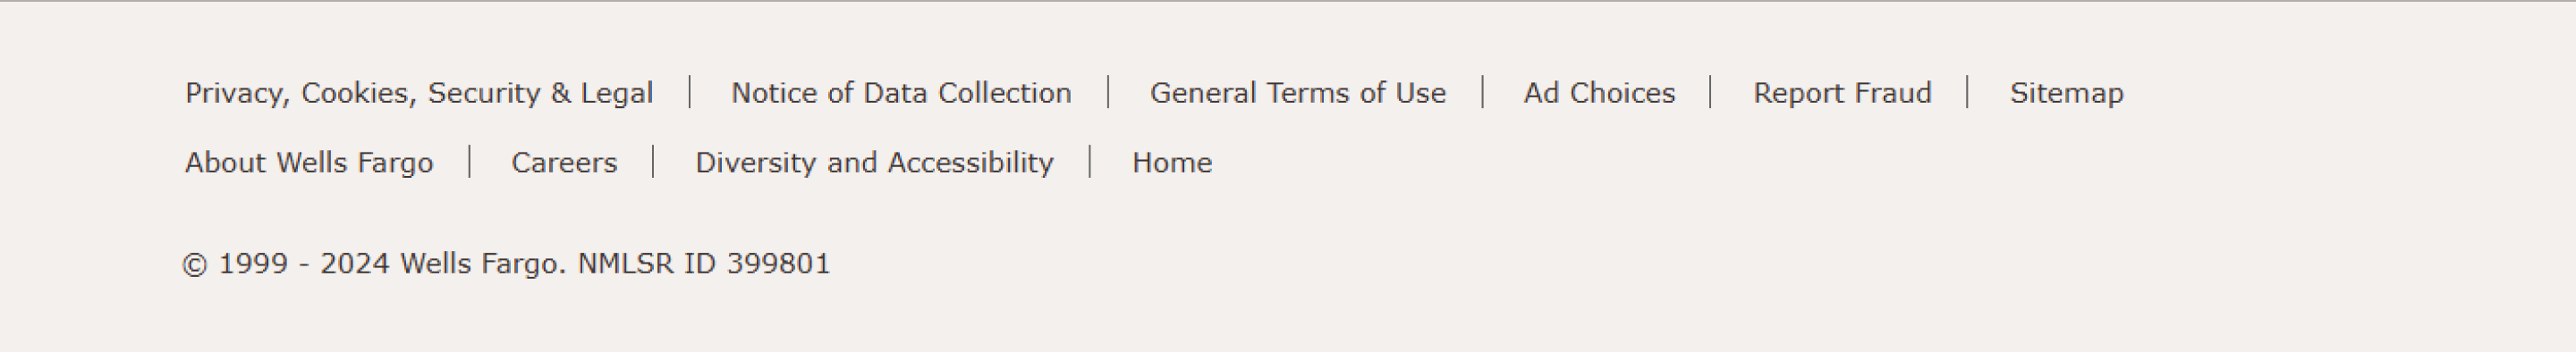 Privacy, Cookies, Security & Legal | Notice of Data Collection | General Terms of Use | Ad Choices | Report Fraud | Sitemap
About Wells Fargo | Careers | Diversity and Accessibility | Home
© 1999 - 2024 Wells Fargo. NMLSR ID 399801